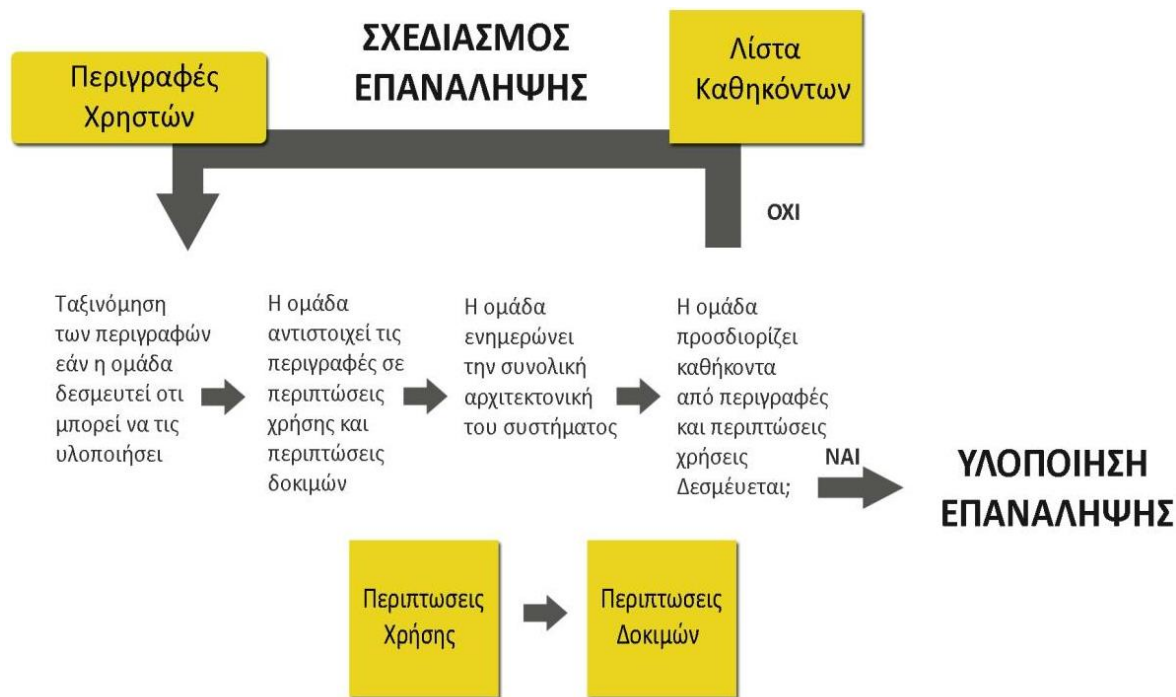 ΣΧΕΔΙΑΣΜΟΣ
ΕΠΑΝΑΛΗΨΗΣ
Περιγραφές
Χρηστών
Λίστα
Καθηκόντων
ΟΧΙ
Ταξινόμηση
των περιγραφών
εάν η ομάδα
δεσμευτεί οτι
μπορεί να τις
υλοποιήσει
Η ομάδα
αντιστοιχεί τις
περιγραφές σε
περιπτώσεις
χρήσης και
περιπτώσεις
δοκιμών
Η ομάδα
ενημερώνει
την συνολική
αρχιτεκτονική
του συστήματος
Η ομάδα
προσδιορίζει
καθήκοντα
από περιγραφές
και περιπτώσεις
χρήσεις
Δεσμέυεται;
ΝΑΙ
ΥΛΟΠΟΙΗΣΗ
ΕΠΑΝΑΛΗΨΗΣ
Περιπτωσεις
Χρήσης
Περιπτωσεις
Δοκιμών